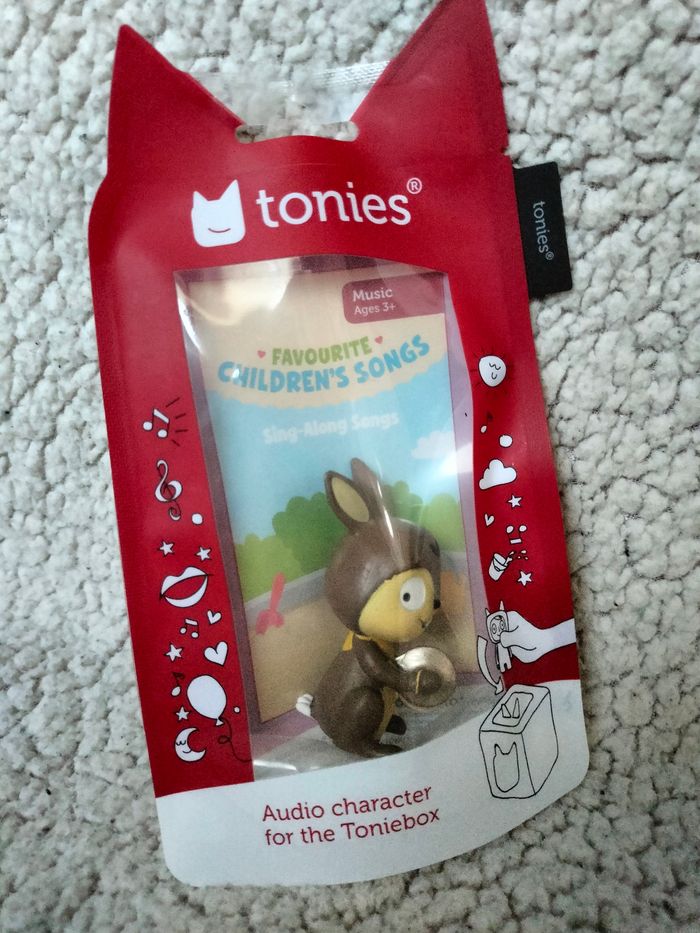 tonies®
tonies®
Music
Ages 3+
FAVOURITE
CHILDREN'S SONGS
Sing-Along Songs
Audio character
for the Toniebox